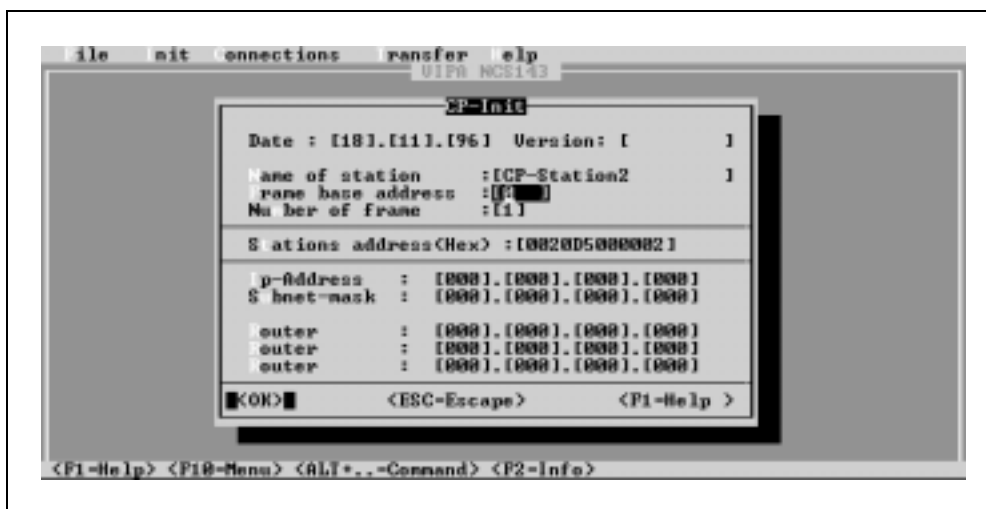 ile nit onnections ransfer elp
VIPA NCS143
CP-Init
Date : [18].[11].[96] Version: [ ]
ame of station :[CP-Station2 ]
rame base address :[0 ]
Nu ber of frame :[1]
S ations address(Hex) :[0020D5000002]
p-Address : [000].[000].[000].[000]
S bnet-mask : [000].[000].[000].[000]
outer : [000].[000].[000].[000]
outer : [000].[000].[000].[000]
outer : [000].[000].[000].[000]
<OK> <ESC-Escape> <F1-Help >
<F1-Help> <F10-Menu> <ALT+..-Command> <F2-Info>